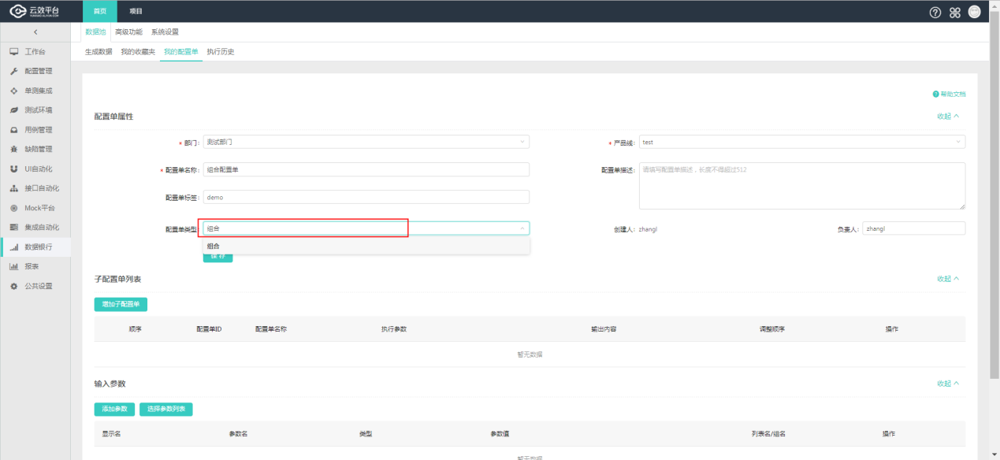 云效平台 首页 项目
YUNXIAO.ALIYUN.COM
数据池 高级功能 系统设置
生成数据 我的收藏夹 我的配置单 执行历史
工作台
配置管理
单测集成
测试环境
用例管理
缺陷管理
UI自动化
接口自动化
Mock平台
集成自动化
数据银行
报表
公共设置
帮助文档
配置单属性 收起
* 部门: 测试部门 * 产品线: test
* 配置单名称: 组合配置单 配置单描述: 请填写配置单描述，长度不得超过512
配置单标签: demo
配置单类型: 组合 创建人: zhangl 负责人: zhangl
组合
保存
子配置单列表 收起
增加子配置单
顺序 配置单ID 配置单名称 执行参数 输出内容 调整顺序 操作
暂无数据
输入参数 收起
添加参数 选择参数列表
显示名 参数名 类型 参数值 列表名/组名 操作
暂无数据